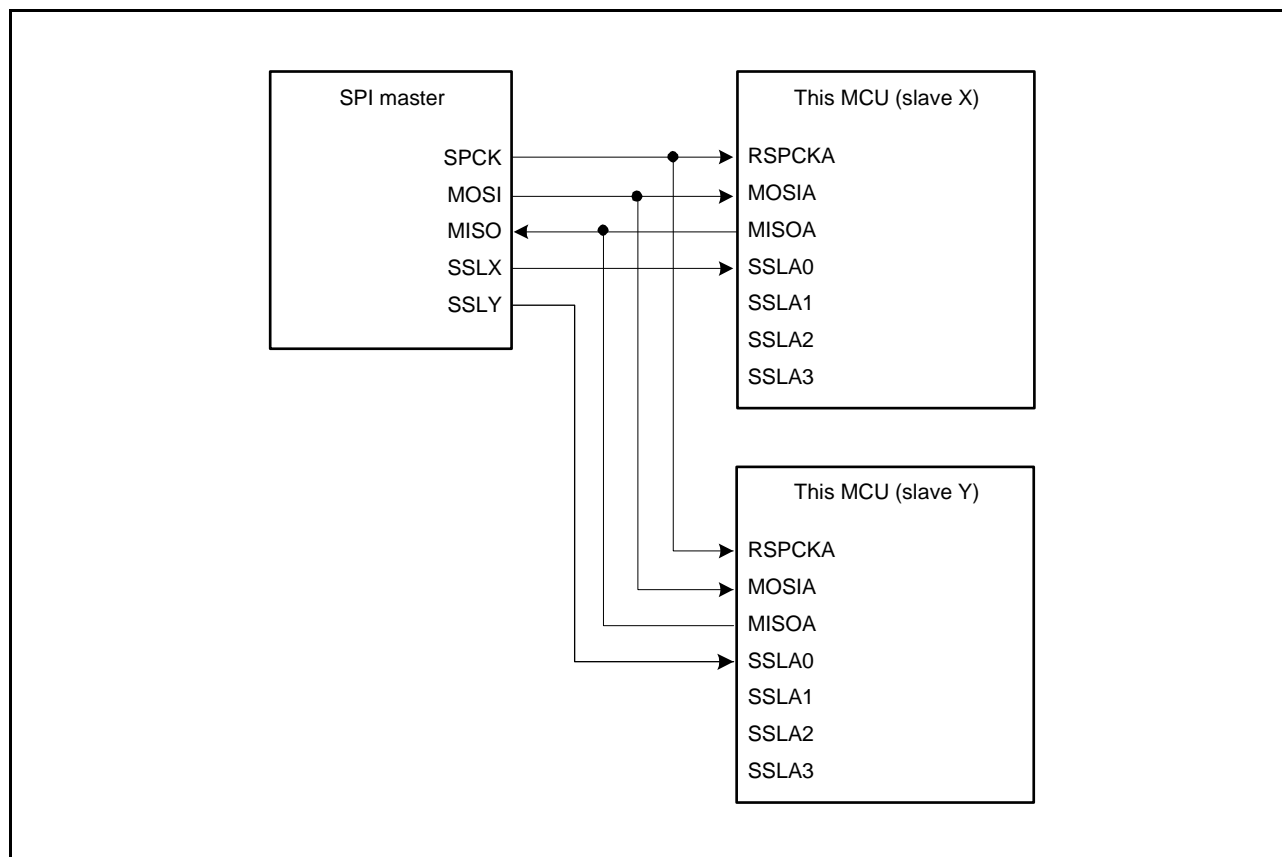 SPI master
SPCK
MOSI
MISO
SSLX
SSLY
This MCU (slave X)
RSPCKA
MOSIA
MISOA
SSLA0
SSLA1
SSLA2
SSLA3
This MCU (slave Y)
RSPCKA
MOSIA
MISOA
SSLA0
SSLA1
SSLA2
SSLA3